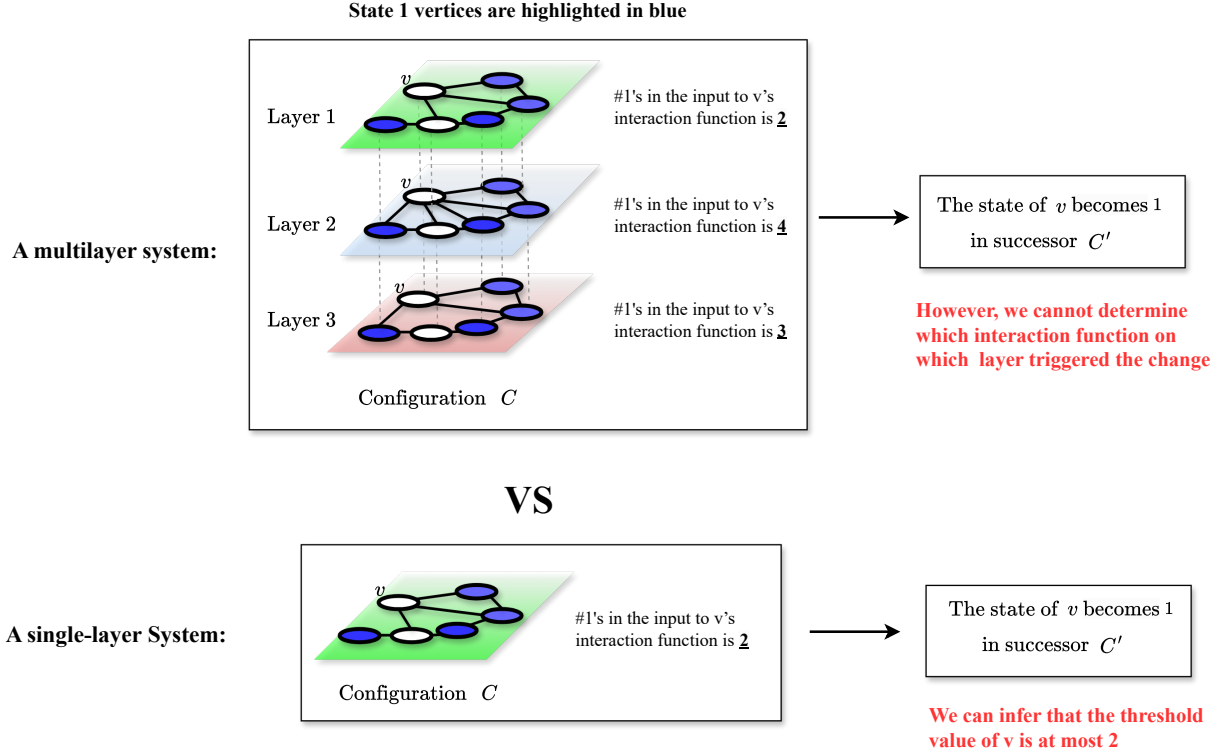 State 1 vertices are highlighted in blue
v
Layer 1
#1's in the input to v's
interaction function is 2
v
Layer 2
#1's in the input to v's
interaction function is 4
A multilayer system:
v
Layer 3
#1's in the input to v's
interaction function is 3
Configuration C
The state of v becomes 1
in successor C′
However, we cannot determine
which interaction function on
which layer triggered the change
VS
A single-layer System:
v
#1's in the input to v's
interaction function is 2
Configuration C
The state of v becomes 1
in successor C′
We can infer that the threshold
value of v is at most 2